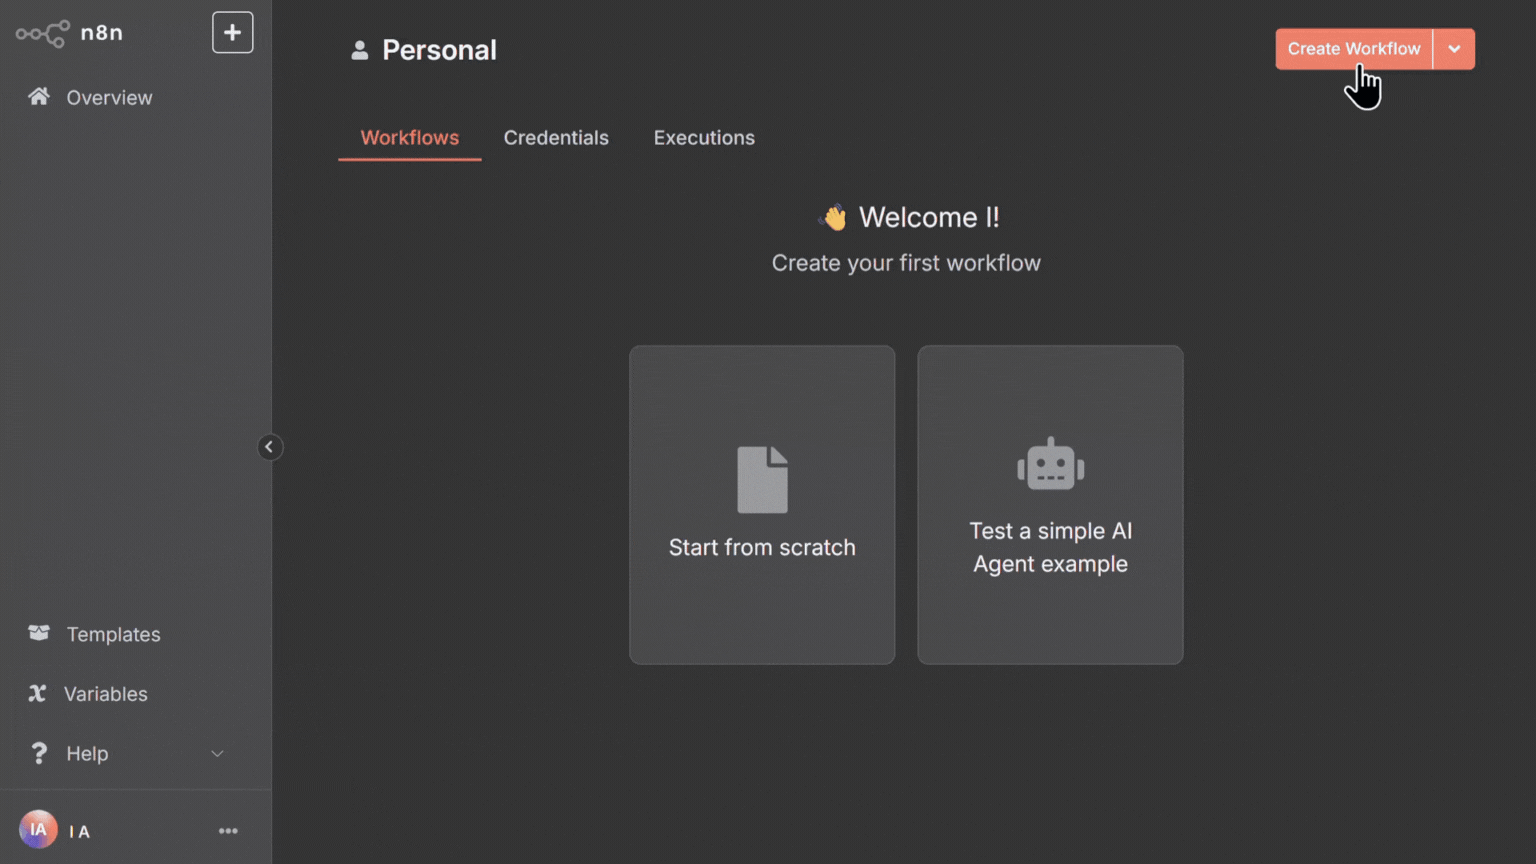 n8n
Overview
Templates
Variables
Help
IA
I A
Personal
Create Workflow
Workflows
Credentials
Executions
👋 Welcome I!
Create your first workflow
Start from scratch
Test a simple AI
Agent example